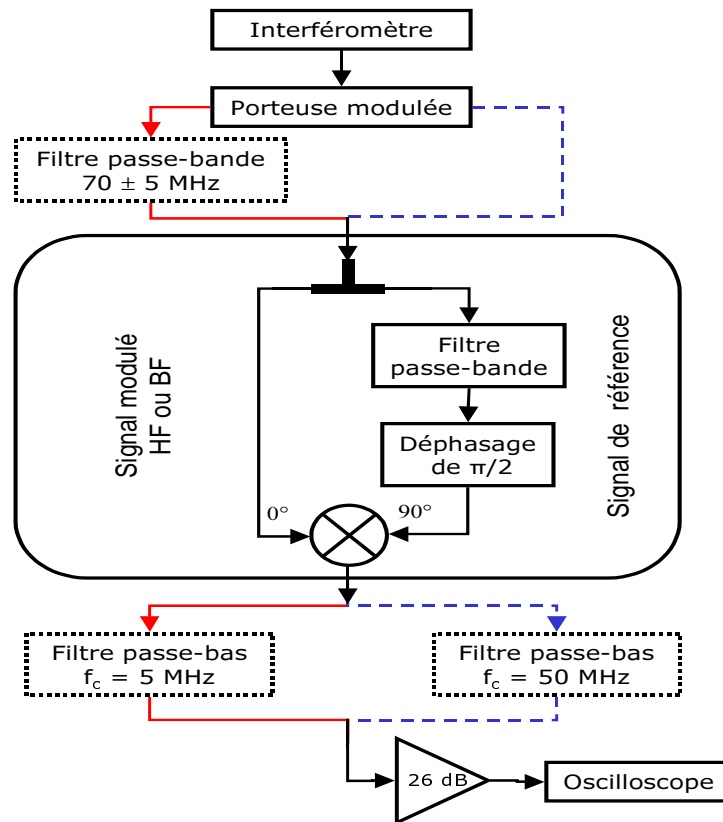 Interféromètre
Porteuse modulée
Filtre passe-bande
70 ± 5 MHz
Signal modulé
HF ou BF
Filtre
passe-bande
Déphasage
de π/2
Signal de référence
0°
90°
Filtre passe-bas
f_c = 5 MHz
Filtre passe-bas
f_c = 50 MHz
26 dB
Oscilloscope